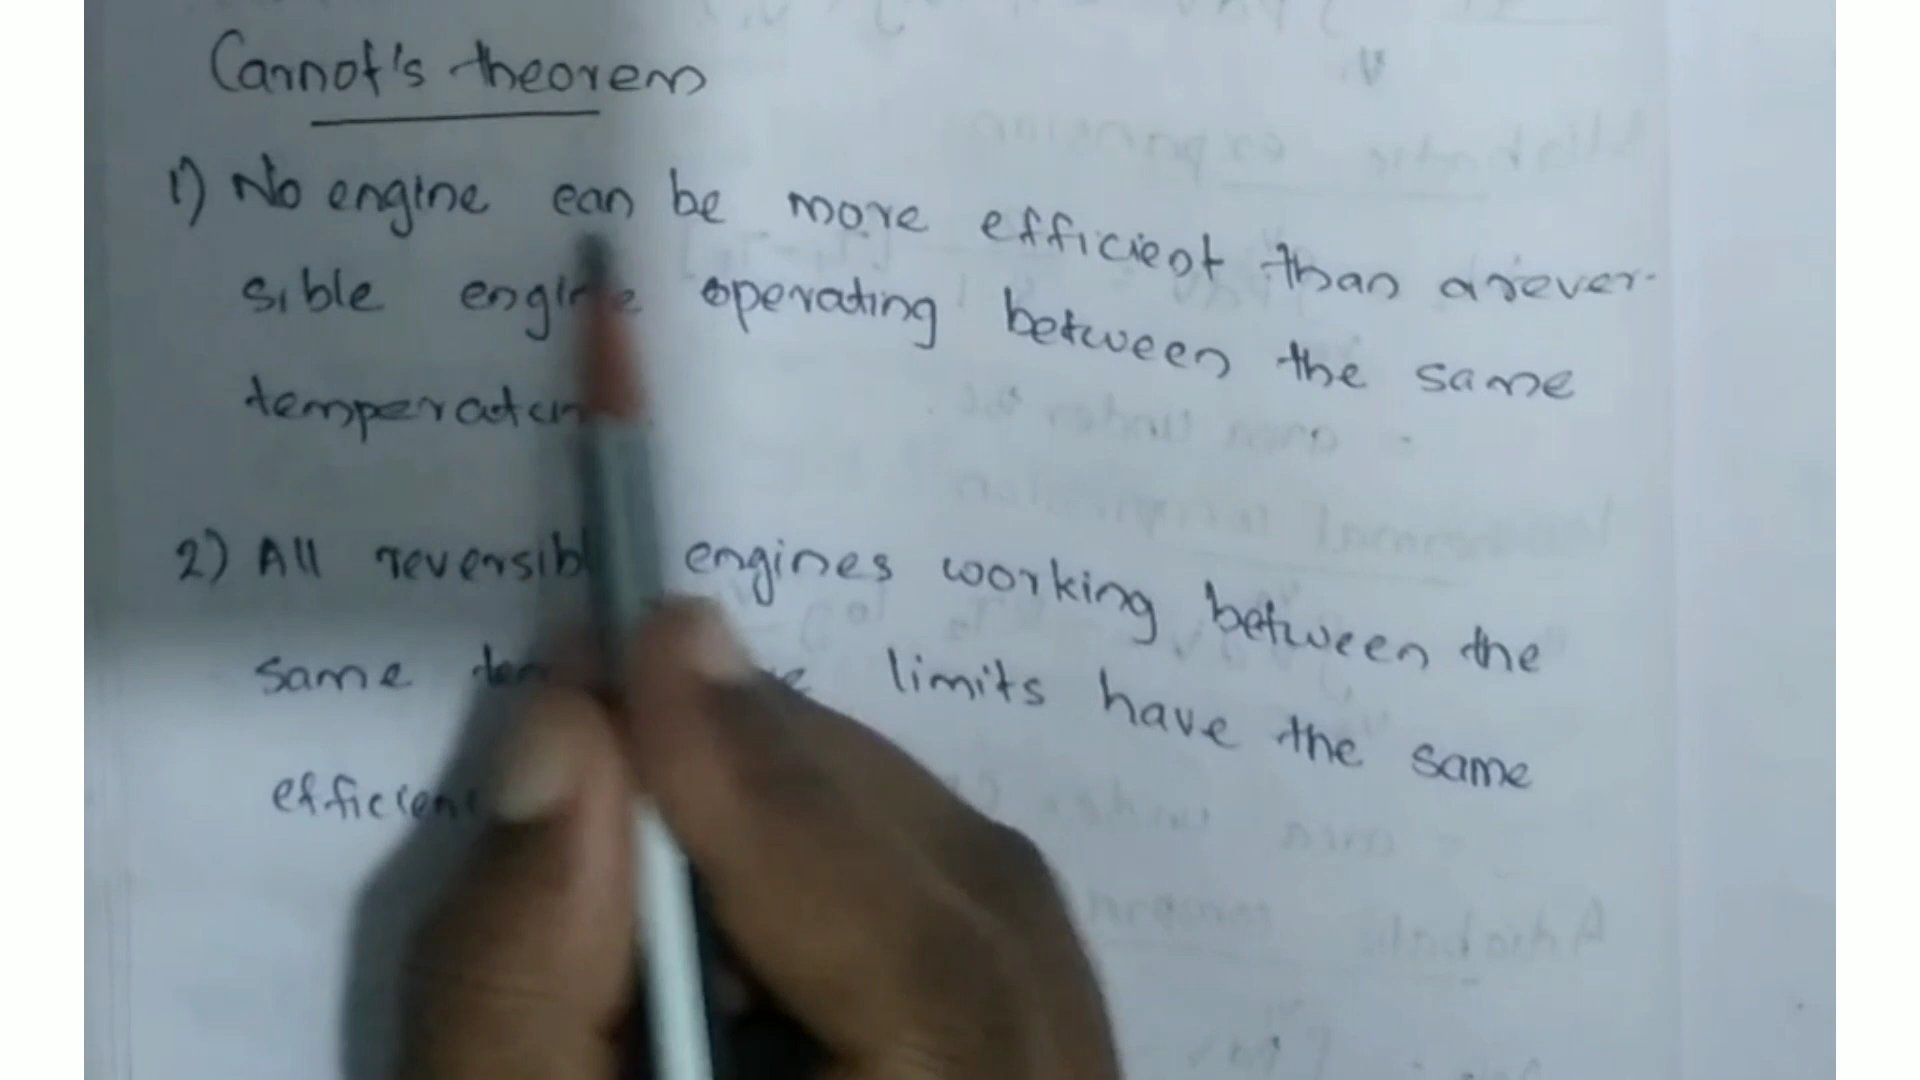 Carnot's theorem
1) No engine can be more efficient than a rever-
sible engine operating between the same
2) All engines working between the
same limits have the same